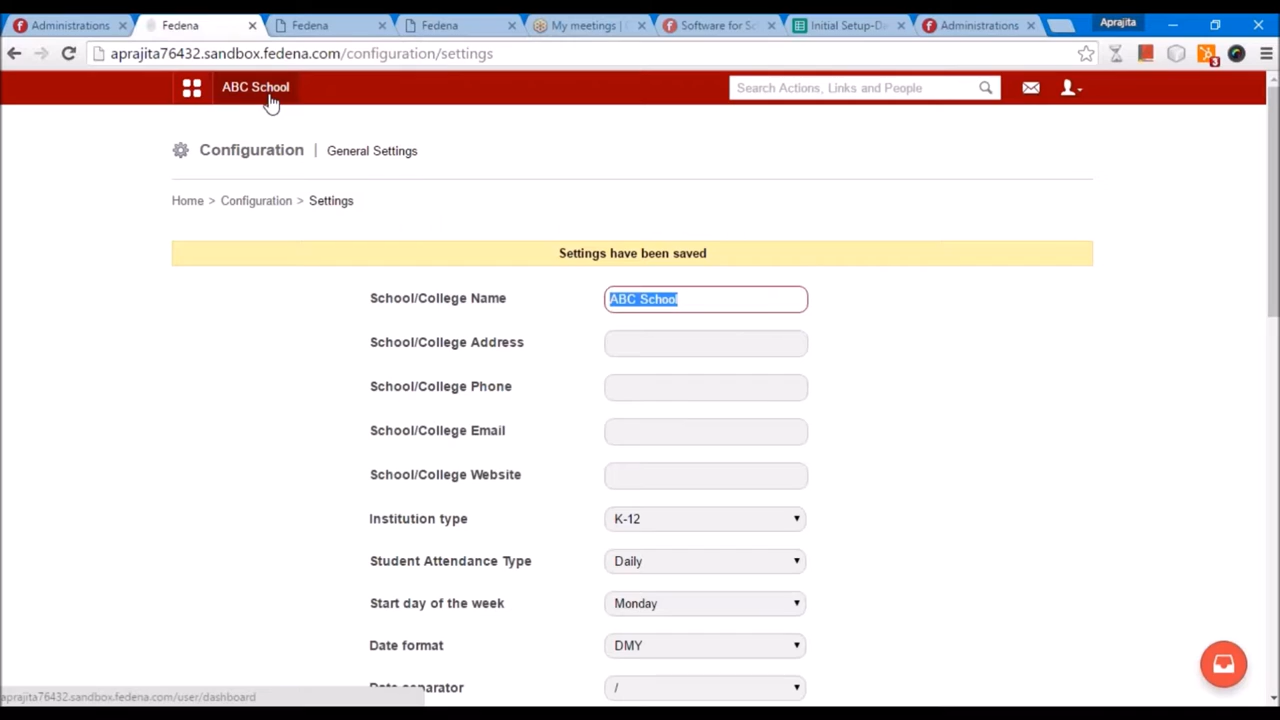 Administrations
Fedena
Fedena
Fedena
My meetings |
Software for Sc
Initial Setup-De
Administrations
Aprajita
aprajita76432.sandbox.fedena.com/configuration/settings
3
ABC School
Search Actions, Links and People
Configuration | General Settings
Home > Configuration > Settings
Settings have been saved
School/College Name ABC School
School/College Address
School/College Phone
School/College Email
School/College Website
Institution type K-12
Student Attendance Type Daily
Start day of the week Monday
Date format DMY
Date separator /
aprajita76432.sandbox.fedena.com/user/dashboard